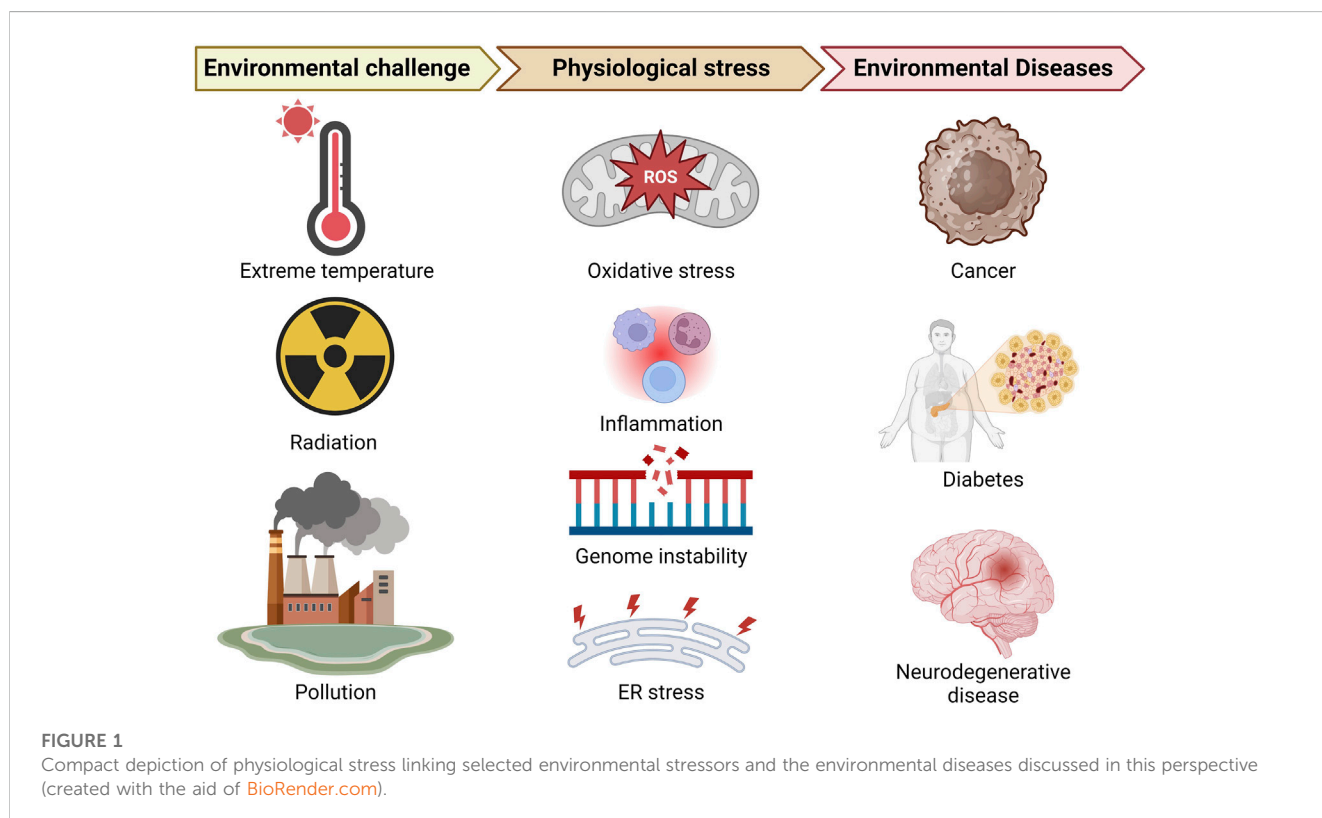 Environmental challenge
Physiological stress
Environmental Diseases
Extreme temperature
Radiation
Pollution
ROS
Oxidative stress
Inflammation
Genome instability
ER stress
Cancer
Diabetes
Neurodegenerative
disease
FIGURE 1
Compact depiction of physiological stress linking selected environmental stressors and the environmental diseases discussed in this perspective
(created with the aid of BioRender.com).